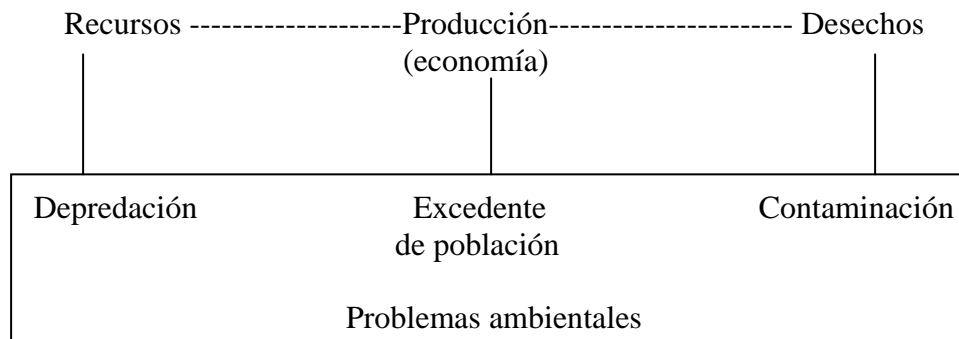 Recursos --------------------Producción----------------------- Desechos
(economía)
Depredación Excedente Contaminación
de población
Problemas ambientales